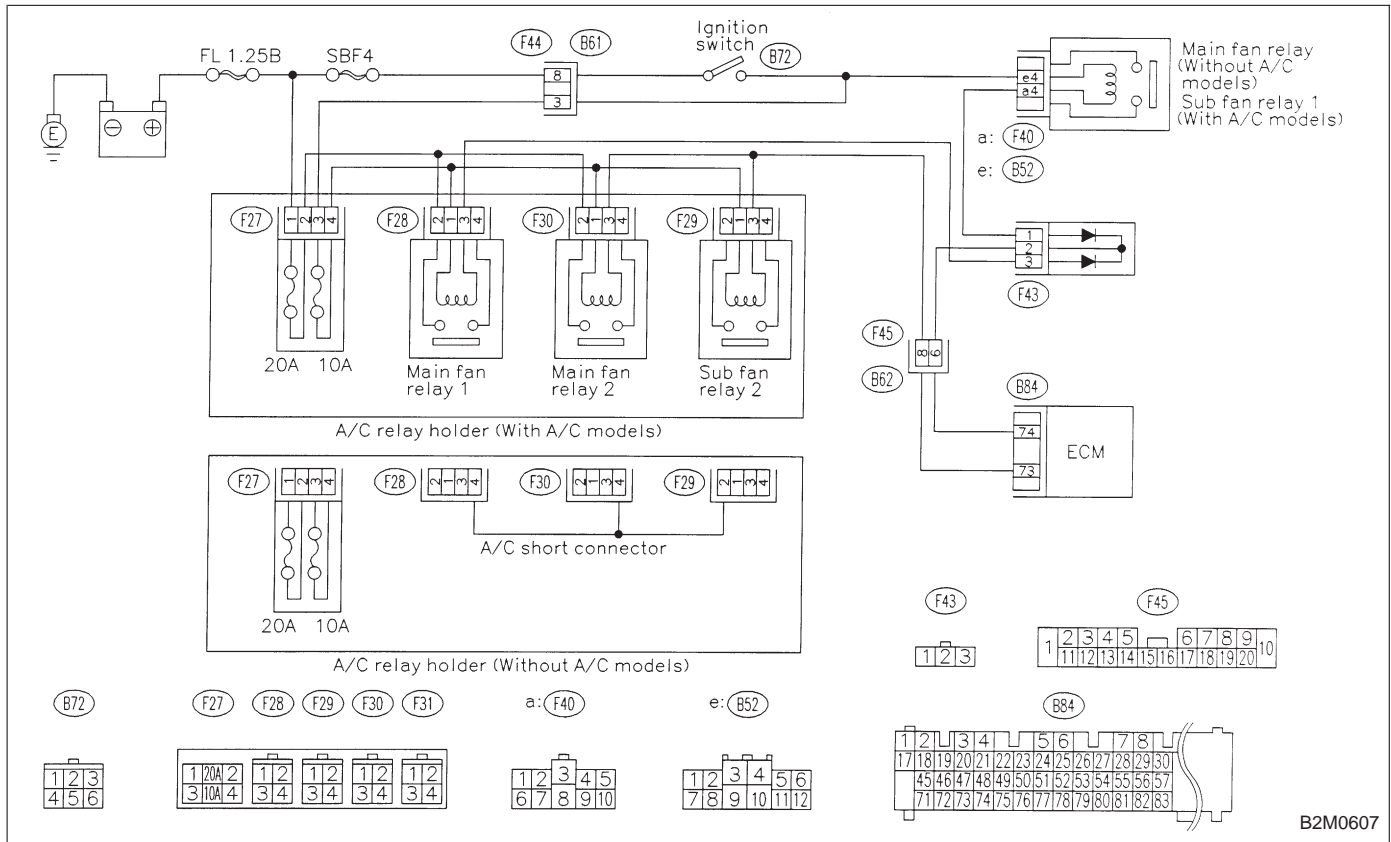 FL 1.25B
SBF4
F44
B61
Ignition
switch
B72
8
3
E
e4
a4
Main fan relay
(Without A/C
models)
Sub fan relay 1
(With A/C models)
a: F40
e: B52
F27
1 2 3 4
F28
2 1 3 4
F30
2 1 3 4
F29
2 1 3 4
1
2
3
F43
20A 10A
Main fan
relay 1
Main fan
relay 2
Sub fan
relay 2
F45
8 6
B62
A/C relay holder (With A/C models)
B84
74
73
ECM
F27
1 2 3 4
F28
2 1 3 4
F30
2 1 3 4
F29
2 1 3 4
A/C short connector
20A 10A
A/C relay holder (Without A/C models)
F43
1 2 3
F45
1 2 3 4 5 6 7 8 9 10
11 12 13 14 15 16 17 18 19 20
B72
1 2 3
4 5 6
F27 F28 F29 F30 F31
1 20A 2 1 2 1 2 1 2 1 2
3 10A 4 3 4 3 4 3 4 3 4
a: F40
1 2 3 4 5
6 7 8 9 10
e: B52
1 2 3 4 5 6
7 8 9 10 11 12
B84
1 2 3 4 5 6 7 8
17 18 19 20 21 22 23 24 25 26 27 28 29 30
45 46 47 48 49 50 51 52 53 54 55 56 57
71 72 73 74 75 76 77 78 79 80 81 82 83
B2M0607